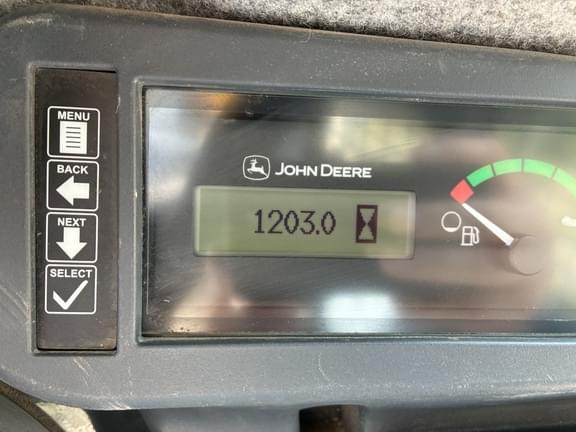 MENU
BACK
NEXT
SELECT
JOHN DEERE
1203.0